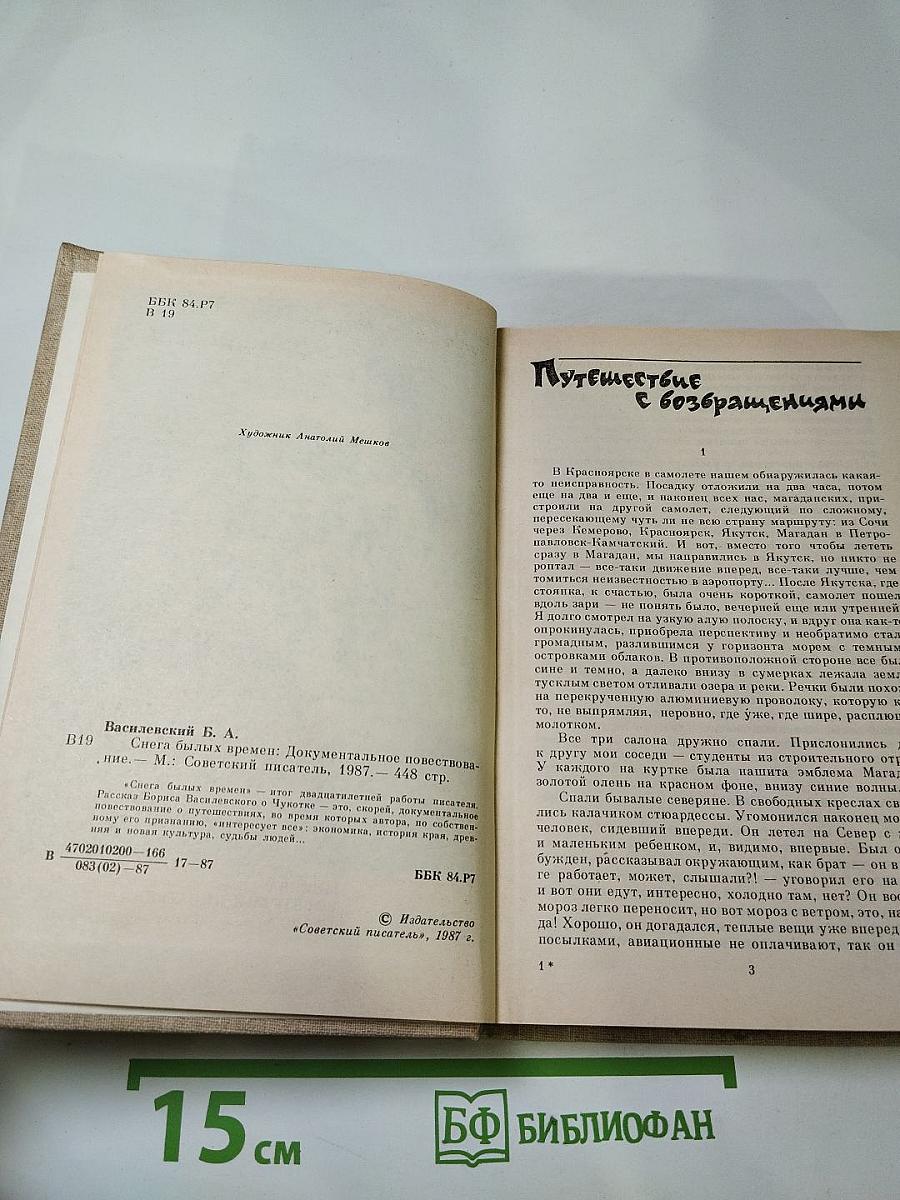 ББК 84.Р7
В 19
Художник Анатолий Мешков
Василевский Б. А.
В19 Снега былых времен: Документальное повествова-
ние.— М.: Советский писатель, 1987.— 448 стр.
«Снега былых времен» — итог двадцатилетней работы писателя.
Рассказ Бориса Василевского о Чукотке — это, скорей, документальное
повествование о путешествиях, во время которых автора, по собствен-
ному его признанию, «интересует все»: экономика, история края, древ-
няя и новая культура, судьбы людей...
В 4702010200—166
083(02)—87
17—87
ББК 84.Р7
© Издательство
«Советский писатель», 1987 г.
Путешествие
с возвращениями
1
В Красноярске в самолете нашем обнаружилась какая-
то неисправность. Посадку отложили на два часа, потом
еще на два и еще, и наконец всех нас, магаданских, при-
строили на другой самолет, следующий по сложному,
пересекающему чуть ли не всю страну маршруту: из Сочи
через Кемерово, Красноярск, Якутск, Магадан в Петро-
павловск-Камчатский. И вот, вместо того чтобы лететь
сразу в Магадан, мы направились в Якутск, но никто не
роптал — все-таки движение вперед, все-таки лучше, чем
томиться неизвестностью в аэропорту... После Якутска, где
стоянка, к счастью, была очень короткой, самолет пошел
вдоль зари — не понять было, вечерней еще или утренней
Я долго смотрел на узкую алую полоску, и вдруг она как-то
опрокинулась, приобрела перспективу и необратимо стал
громадным, разлившимся у горизонта морем с темным
островками облаков. В противоположной стороне все был
сине и темно, а далеко внизу в сумерках лежала земл
тусклым светом отливали озера и реки. Речки были похо
на перекрученную алюминиевую проволоку, которую к
то, не выпрямляя, неровно, где у́же, где шире, расплющ
молотком.
Все три салона дружно спали. Прислонились д
к другу мои соседи — студенты из строительного отр
У каждого на куртке была нашита эмблема Мага
золотой олень на красном фоне, внизу синие волны.
Спали бывалые северяне. В свободных креслах св
лись калачиком стюардессы. Угомонился наконец мо
человек, сидевший впереди. Он летел на Север с
и маленьким ребенком, и, видимо, впервые. Был о
бужден, рассказывал окружающим, как брат — он в
ге работает, может, слышали?! — уговорил его на
и вот они едут, интересно, холодно там, нет? Он вос
мороз легко переносит, но вот мороз с ветром, это, на
да! Хорошо, он догадался, теплые вещи уже вперед
посылками, авиационные не оплачивают, так он
1 *
3
15 см
БФ БИБЛИОФАН